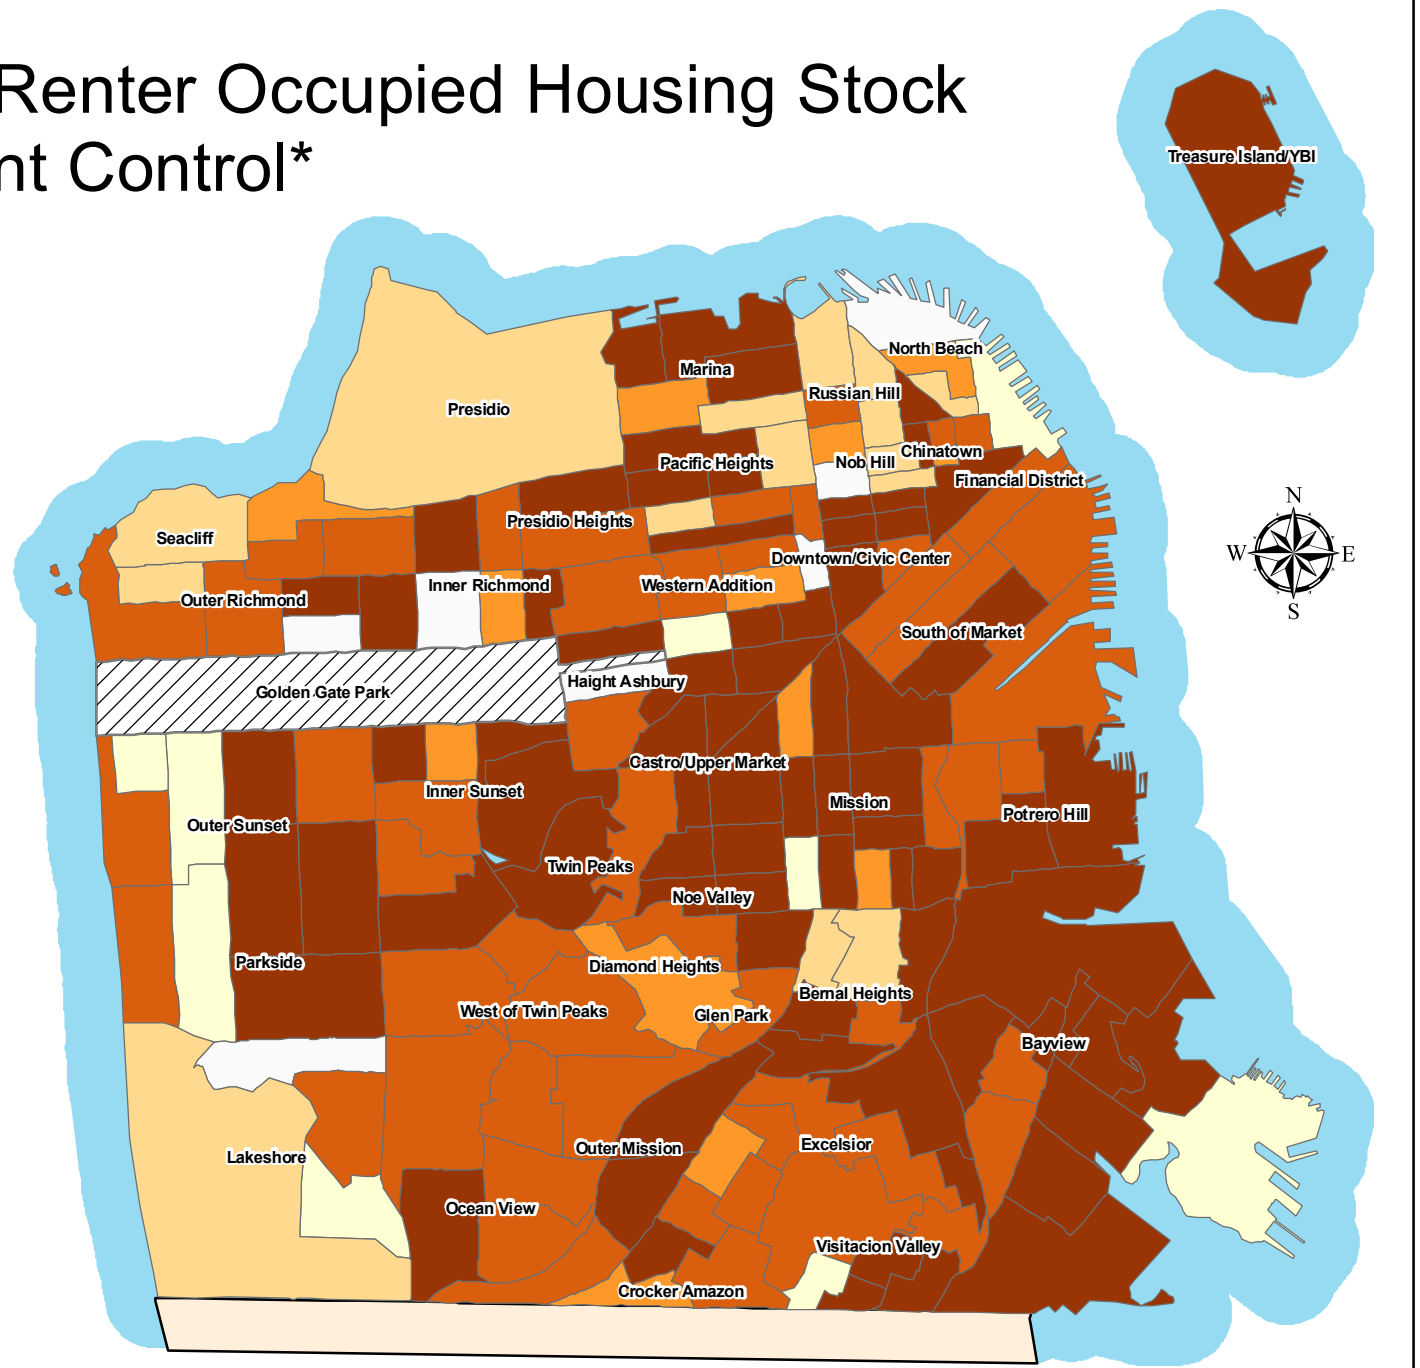 Renter Occupied Housing Stock
nt Control*
Treasure Island/YBI
North Beach
Marina
Russian Hill
Presidio
Chinatown
Pacific Heights
Nob Hill
Financial District
N
Presidio Heights
Seacliff
W E
Downtown/Civic Center
Inner Richmond
Western Addition
Outer Richmond
S
South of Market
Haight Ashbury
Golden Gate Park
Castro/Upper Market
Inner Sunset
Mission
Potrero Hill
Outer Sunset
Twin Peaks
Noe Valley
Parkside
Diamond Heights
Bernal Heights
West of Twin Peaks
Glen Park
Bayview
Excelsior
Outer Mission
Lakeshore
Ocean View
Visitacion Valley
Crocker Amazon